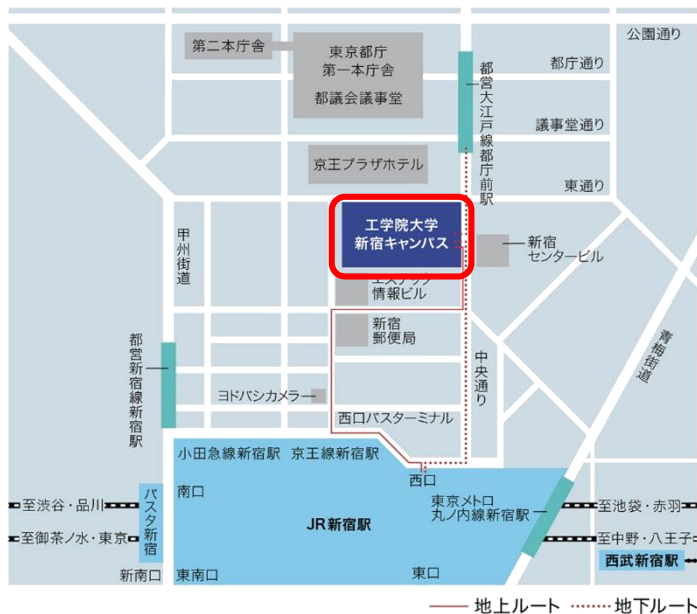 公園通り
第二本庁舎
東京都庁
第一本庁舎
都議会議事堂
都営大江戸線都庁前駅
都庁通り
議事堂通り
京王プラザホテル
東通り
工学院大学
新宿キャンパス
新宿
センタービル
甲州街道
エステック
情報ビル
新宿
郵便局
青梅街道
都営新宿線新宿駅
中央通り
ヨドバシカメラ
西口バスターミナル
小田急線新宿駅
京王線新宿駅
西口
南口
東京メトロ
丸ノ内線新宿駅
至渋谷・品川
バスタ新宿
至池袋・赤羽
JR新宿駅
至御茶ノ水・東京
至中野・八王子
西武新宿駅
新南口
東南口
東口
地上ルート
地下ルート